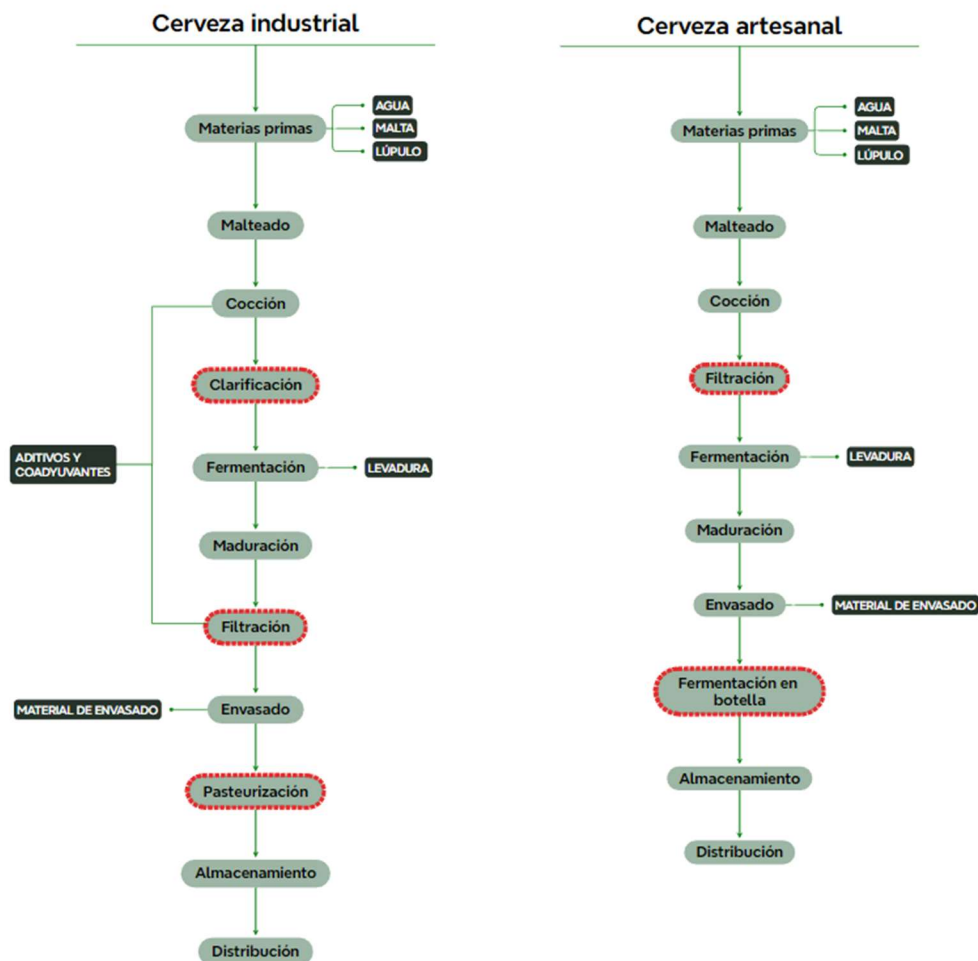 Cerveza industrial
Materias primas
AGUA
MALTA
LÚPULO
Malteado
Cocción
Clarificación
ADITIVOS Y
COADYUVANTES
Fermentación
LEVADURA
Maduración
Filtración
MATERIAL DE ENVASADO
Envasado
Pasteurización
Almacenamiento
Distribución
Cerveza artesanal
Materias primas
AGUA
MALTA
LÚPULO
Malteado
Cocción
Filtración
Fermentación
LEVADURA
Maduración
Envasado
MATERIAL DE ENVASADO
Fermentación en
botella
Almacenamiento
Distribución